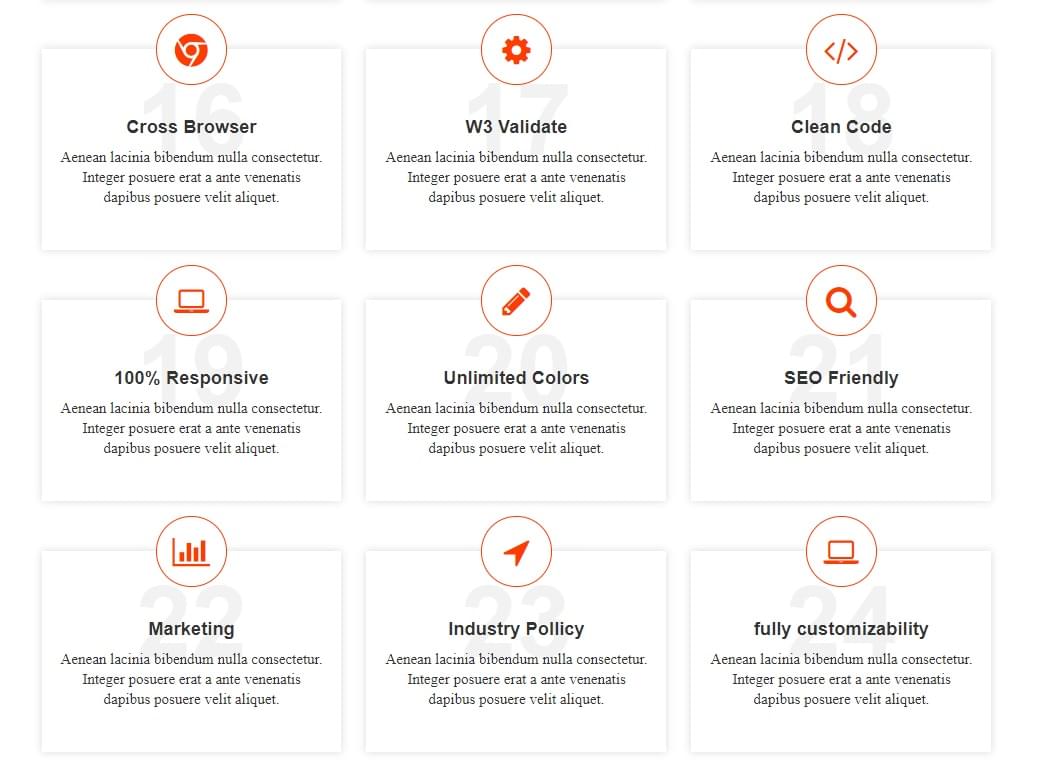 16
Cross Browser
Aenean lacinia bibendum nulla consectetur.
Integer posuere erat a ante venenatis
dapibus posuere velit aliquet.
17
W3 Validate
Aenean lacinia bibendum nulla consectetur.
Integer posuere erat a ante venenatis
dapibus posuere velit aliquet.
18
Clean Code
Aenean lacinia bibendum nulla consectetur.
Integer posuere erat a ante venenatis
dapibus posuere velit aliquet.
19
100% Responsive
Aenean lacinia bibendum nulla consectetur.
Integer posuere erat a ante venenatis
dapibus posuere velit aliquet.
20
Unlimited Colors
Aenean lacinia bibendum nulla consectetur.
Integer posuere erat a ante venenatis
dapibus posuere velit aliquet.
21
SEO Friendly
Aenean lacinia bibendum nulla consectetur.
Integer posuere erat a ante venenatis
dapibus posuere velit aliquet.
22
Marketing
Aenean lacinia bibendum nulla consectetur.
Integer posuere erat a ante venenatis
dapibus posuere velit aliquet.
23
Industry Pollicy
Aenean lacinia bibendum nulla consectetur.
Integer posuere erat a ante venenatis
dapibus posuere velit aliquet.
24
fully customizability
Aenean lacinia bibendum nulla consectetur.
Integer posuere erat a ante venenatis
dapibus posuere velit aliquet.